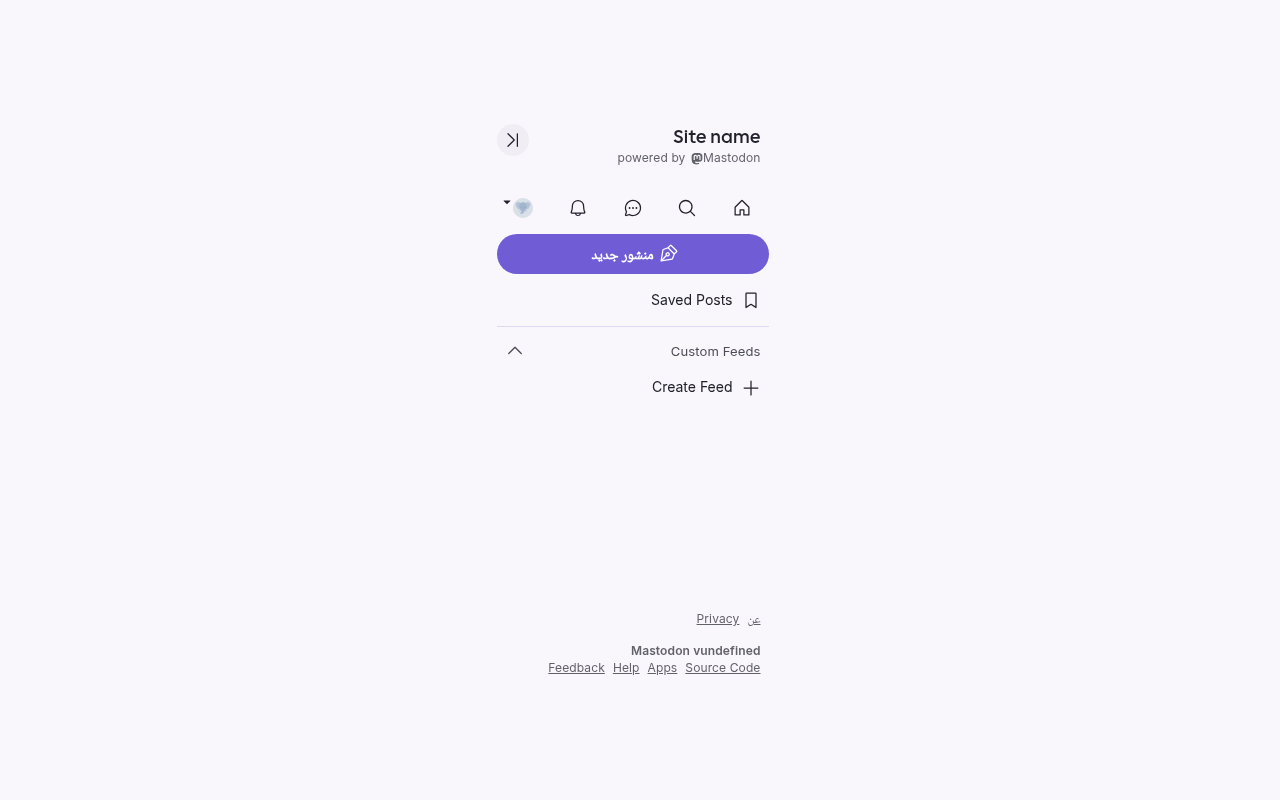 Site name
powered by Mastodon
منشور جديد
Saved Posts
Custom Feeds
Create Feed
عن Privacy
Mastodon vundefined
Source Code Apps Help Feedback